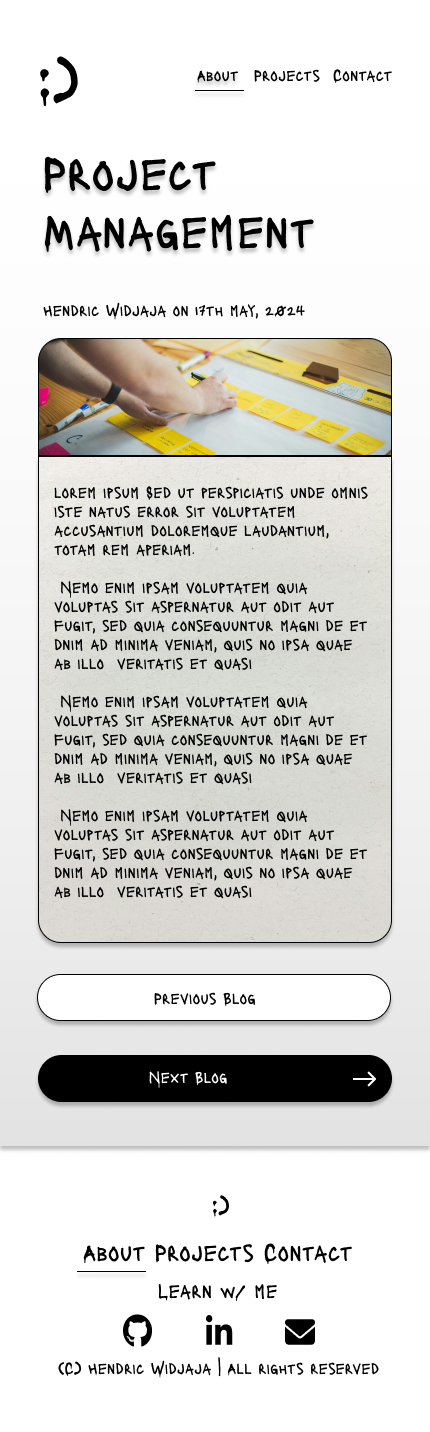 About Projects Contact
Project
Management
Hendric Widjaja on 17th May, 2024
Lorem ipsum Sed ut perspiciatis unde omnis
iste natus error sit voluptatem
accusantium doloremque laudantium,
totam rem aperiam.
Nemo enim ipsam voluptatem quia
voluptas sit aspernatur aut odit aut
fugit, sed quia consequuntur magni de et
dnim ad minima veniam, quis no ipsa quae
ab illo veritatis et quasi
Nemo enim ipsam voluptatem quia
voluptas sit aspernatur aut odit aut
fugit, sed quia consequuntur magni de et
dnim ad minima veniam, quis no ipsa quae
ab illo veritatis et quasi
Nemo enim ipsam voluptatem quia
voluptas sit aspernatur aut odit aut
fugit, sed quia consequuntur magni de et
dnim ad minima veniam, quis no ipsa quae
ab illo veritatis et quasi
Previous Blog
Next Blog
About Projects Contact
Learn w/ me
(C) Hendric Widjaja | All rights reserved